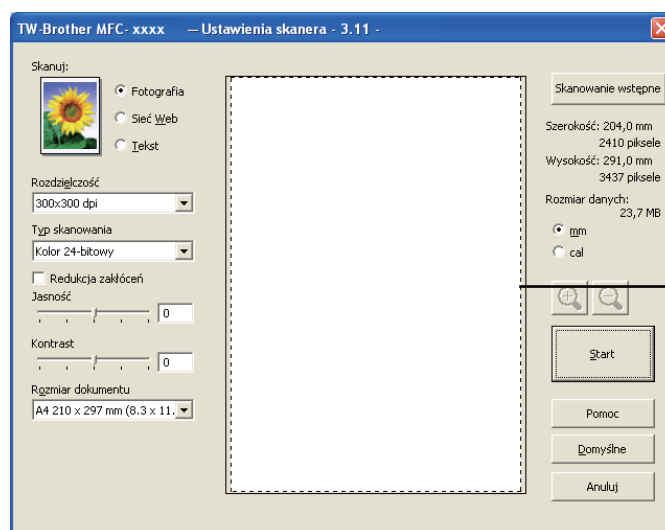 TW-Brother MFC- xxxx — Ustawienia skanera - 3.11 -
Skanuj:
Fotografia
Sieć Web
Tekst
Rozdzielczość
300x300 dpi
Typ skanowania
Kolor 24-bitowy
Redukcja zakłóceń
Jasność
0
Kontrast
0
Rozmiar dokumentu
A4 210 x 297 mm (8.3 x 11.
Skanowanie wstępne
Szerokość: 204,0 mm
2410 piksele
Wysokość: 291,0 mm
3437 piksele
Rozmiar danych:
23,7 MB
mm
cal
Start
Pomoc
Domyślne
Anuluj